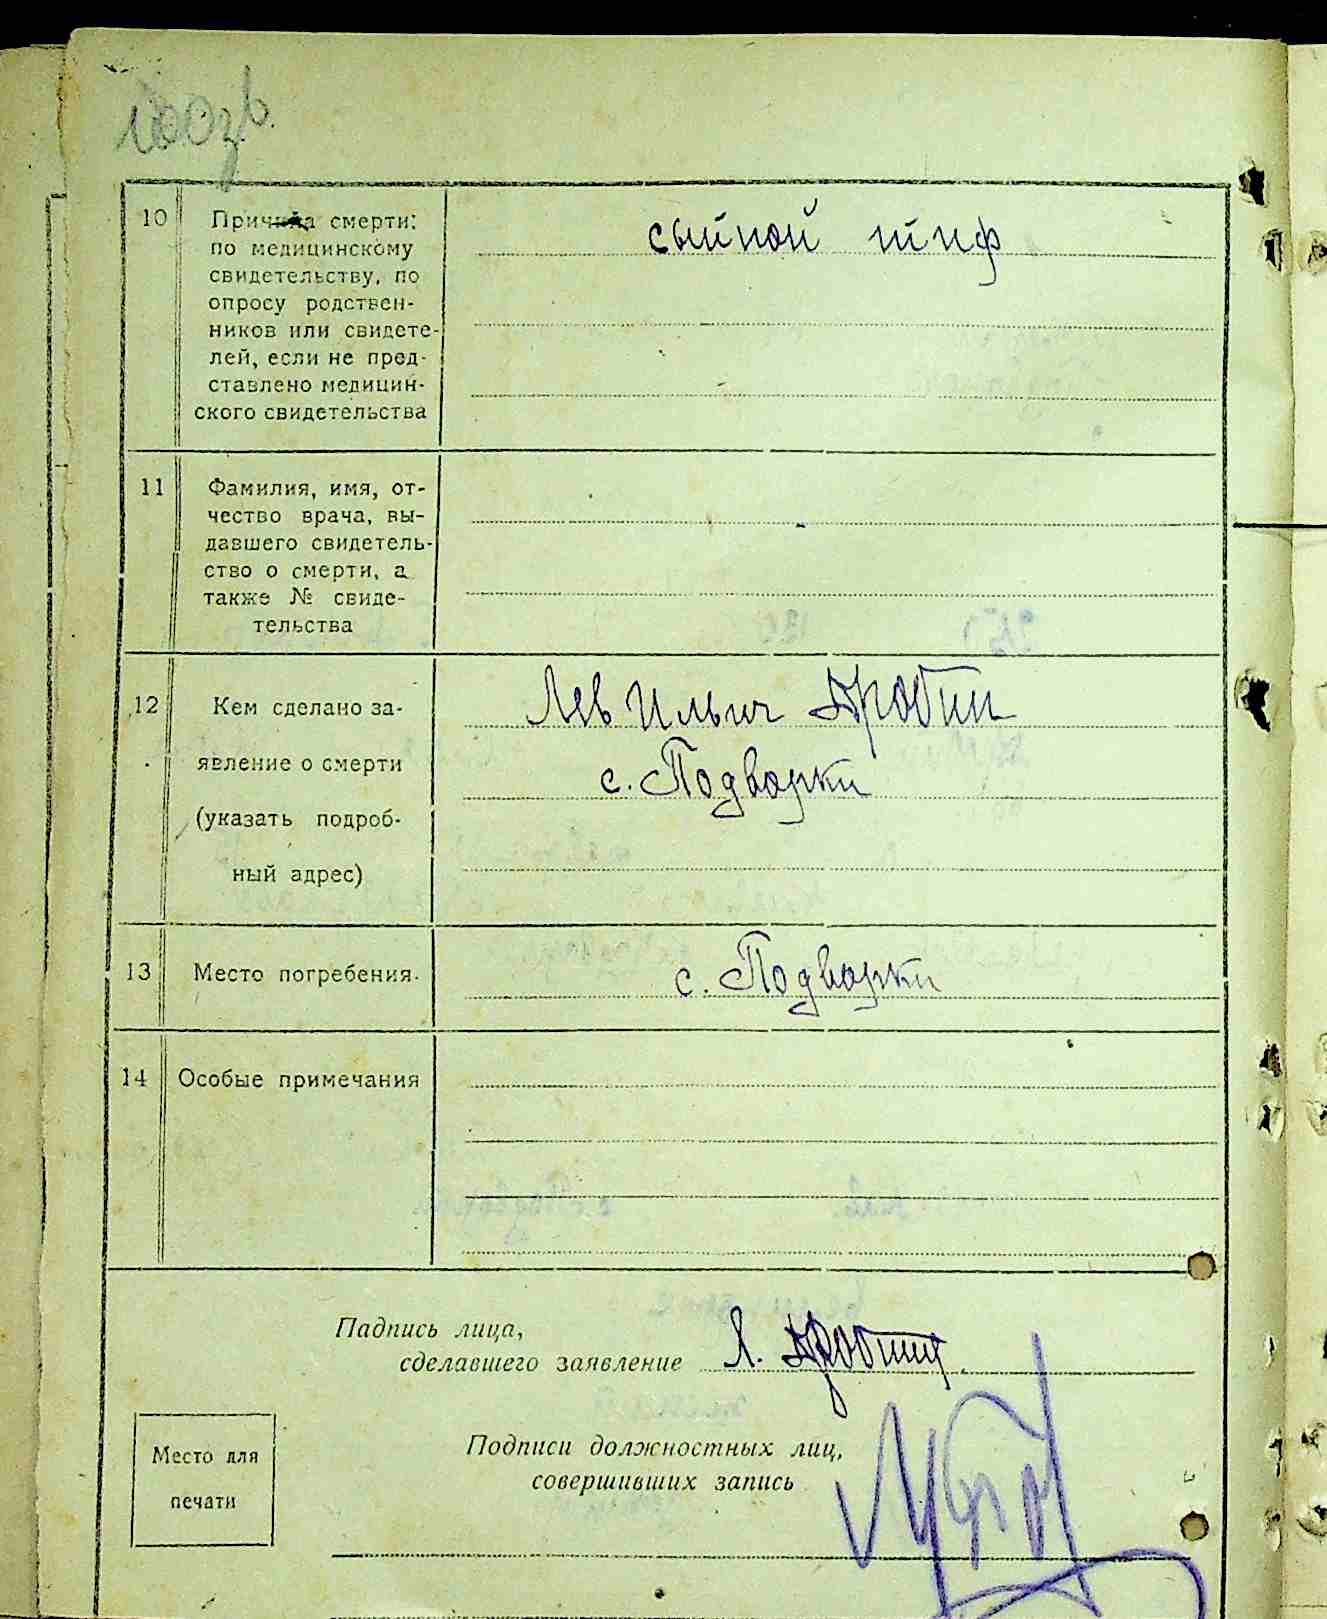 10 Причина смерти: сыпной тиф
по медицинскому
свидетельству, по
опросу родствен-
ников или свидете-
лей, если не пред-
ставлено медицин-
ского свидетельства
11 Фамилия, имя, от-
чество врача, вы-
давшего свидетель-
ство о смерти, а
также № свиде-
тельства
12 Кем сделано за- Лев Ильич Дробин
явление о смерти с. Подворки
(указать подроб-
ный адрес)
13 Место погребения. с. Подворки
14 Особые примечания
Падпись лица,
сделавшего заявление Л.
Место для
печати
Подписи должностных лиц,
совершивших запись